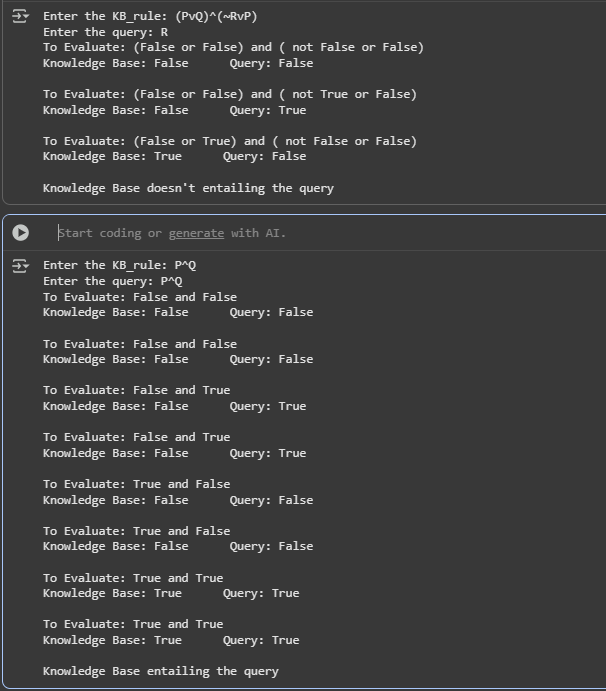 Enter the KB_rule: (PvQ)^(~RvP)
Enter the query: R
To Evaluate: (False or False) and ( not False or False)
Knowledge Base: False      Query: False
To Evaluate: (False or False) and ( not True or False)
Knowledge Base: False      Query: True
To Evaluate: (False or True) and ( not False or False)
Knowledge Base: True      Query: False
Knowledge Base doesn't entailing the query
Start coding or generate with AI.
Enter the KB_rule: P^Q
Enter the query: P^Q
To Evaluate: False and False
Knowledge Base: False      Query: False
To Evaluate: False and False
Knowledge Base: False      Query: False
To Evaluate: False and True
Knowledge Base: False      Query: True
To Evaluate: False and True
Knowledge Base: False      Query: True
To Evaluate: True and False
Knowledge Base: False      Query: False
To Evaluate: True and False
Knowledge Base: False      Query: False
To Evaluate: True and True
Knowledge Base: True      Query: True
To Evaluate: True and True
Knowledge Base: True      Query: True
Knowledge Base entailing the query